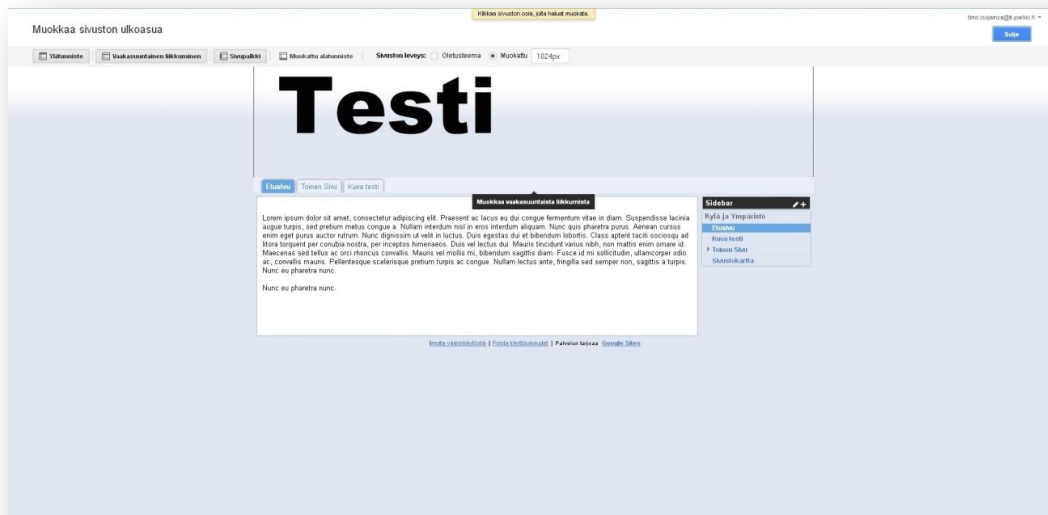 Klikkaa sivuston osia, joita haluat muokata.
Muokkaa sivuston ulkoasua
Sulje
Ylätunniste Vaakasuuntainen liikkuminen Sivupalkki Muokattu alatunniste Sivuston leveys: Oletusteema Muokattu 1024px
Testi
Etusivu Toinen Sivu Kuva testi
Muokkaa vaakasuuntaista liikkumista
Lorem ipsum dolor sit amet, consectetur adipiscing elit. Praesent ac lacus eu dui congue fermentum vitae in diam. Suspendisse lacinia
augue turpis, sed pretium metus congue a. Nullam interdum nisl in eros interdum aliquam. Nunc quis pharetra purus. Aenean cursus
enim eget purus auctor rutrum. Nunc dignissim ut velit in luctus. Duis egestas dui et bibendum lobortis. Class aptent taciti sociosqu ad
litora torquent per conubia nostra, per inceptos himenaeos. Duis vel lectus dui. Mauris tincidunt varius nibh, non mattis enim ornare id.
Maecenas sed tellus ac orci rhoncus convallis. Mauris vel mollis mi, bibendum sagittis diam. Fusce id mi sollicitudin, ullamcorper odio
ac, convallis mauris. Pellentesque scelerisque pretium turpis ac congue. Nullam lectus ante, fringilla sed semper non, sagittis a turpis.
Nunc eu pharetra nunc.
Nunc eu pharetra nunc.
Sidebar
Kylä ja Ympäristö
Etusivu
Kuva testi
Toinen Sivu
Sivustokartta
Ilmoita väärinkäytöstä | Poista käyttöoikeudet | Palvelun tarjoaa Google Sites